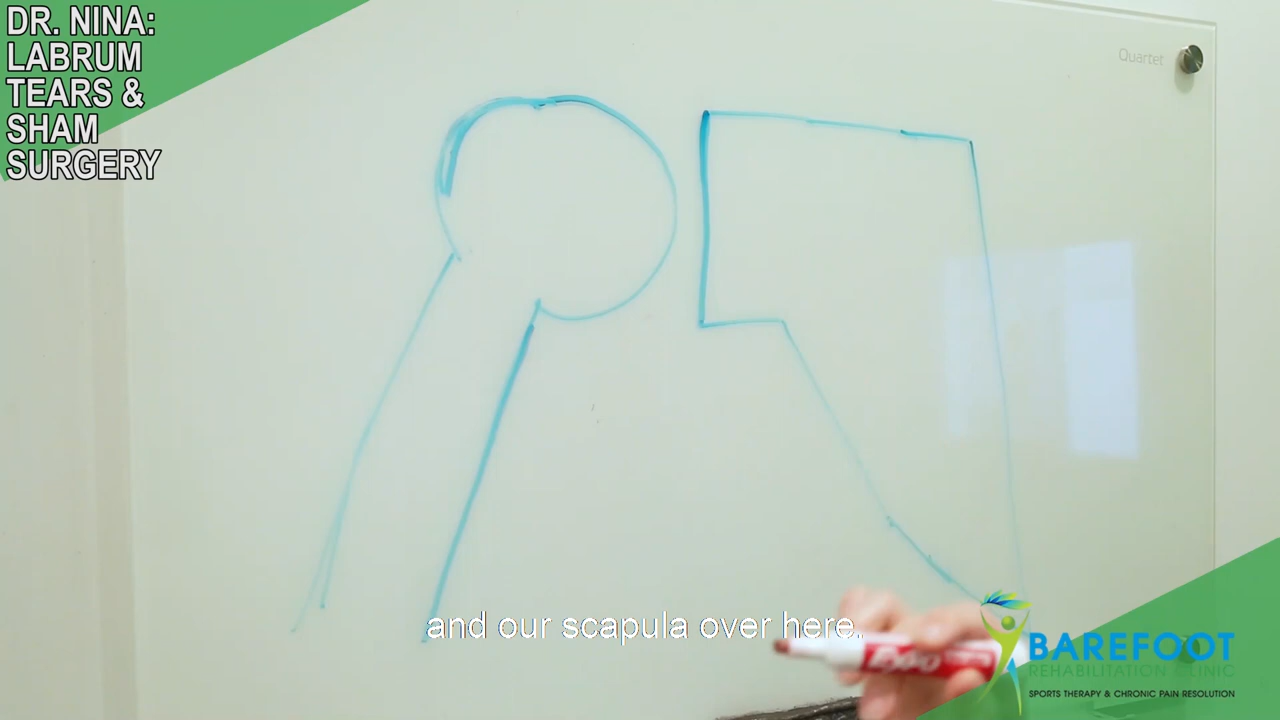 DR. NINA:
LABRUM
TEARS &
SHAM
SURGERY
Quartet
and our scapula over here.
EXPO
BAREFOOT
REHABILITATION CLINIC
SPORTS THERAPY & CHRONIC PAIN RESOLUTION